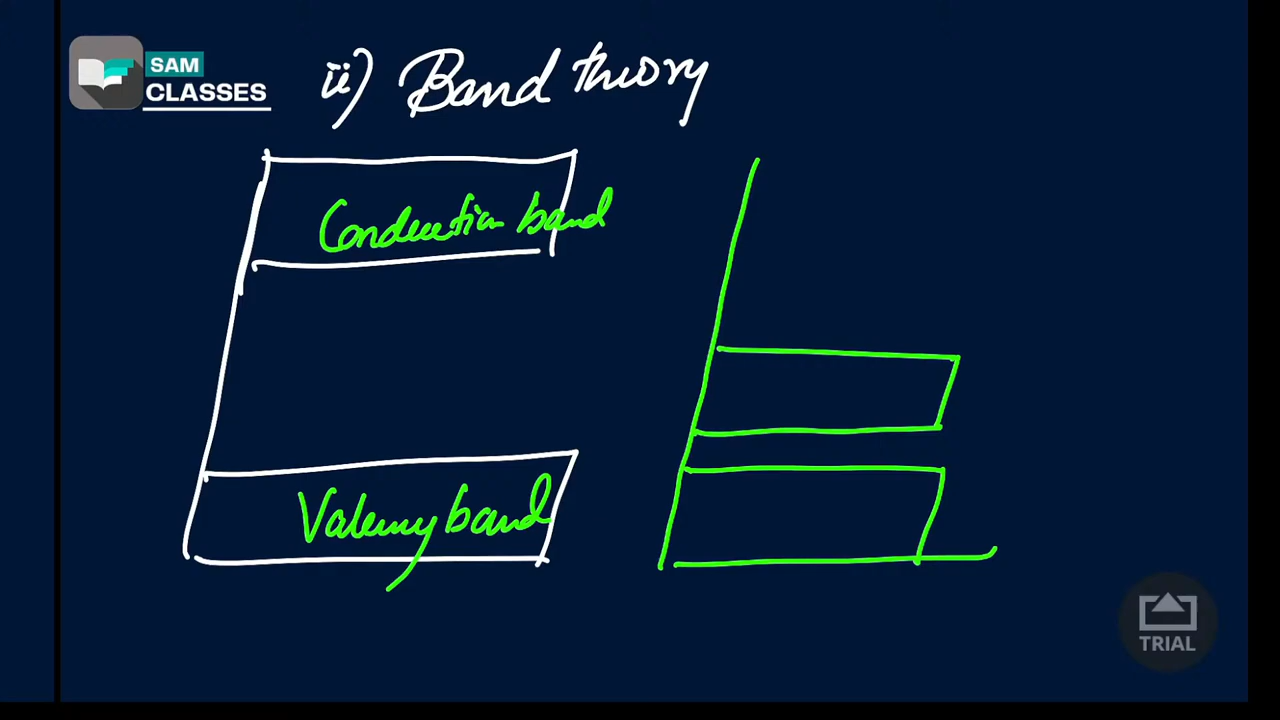 SAM
CLASSES
ii) Band theory
Conduction band
Valency band
TRIAL